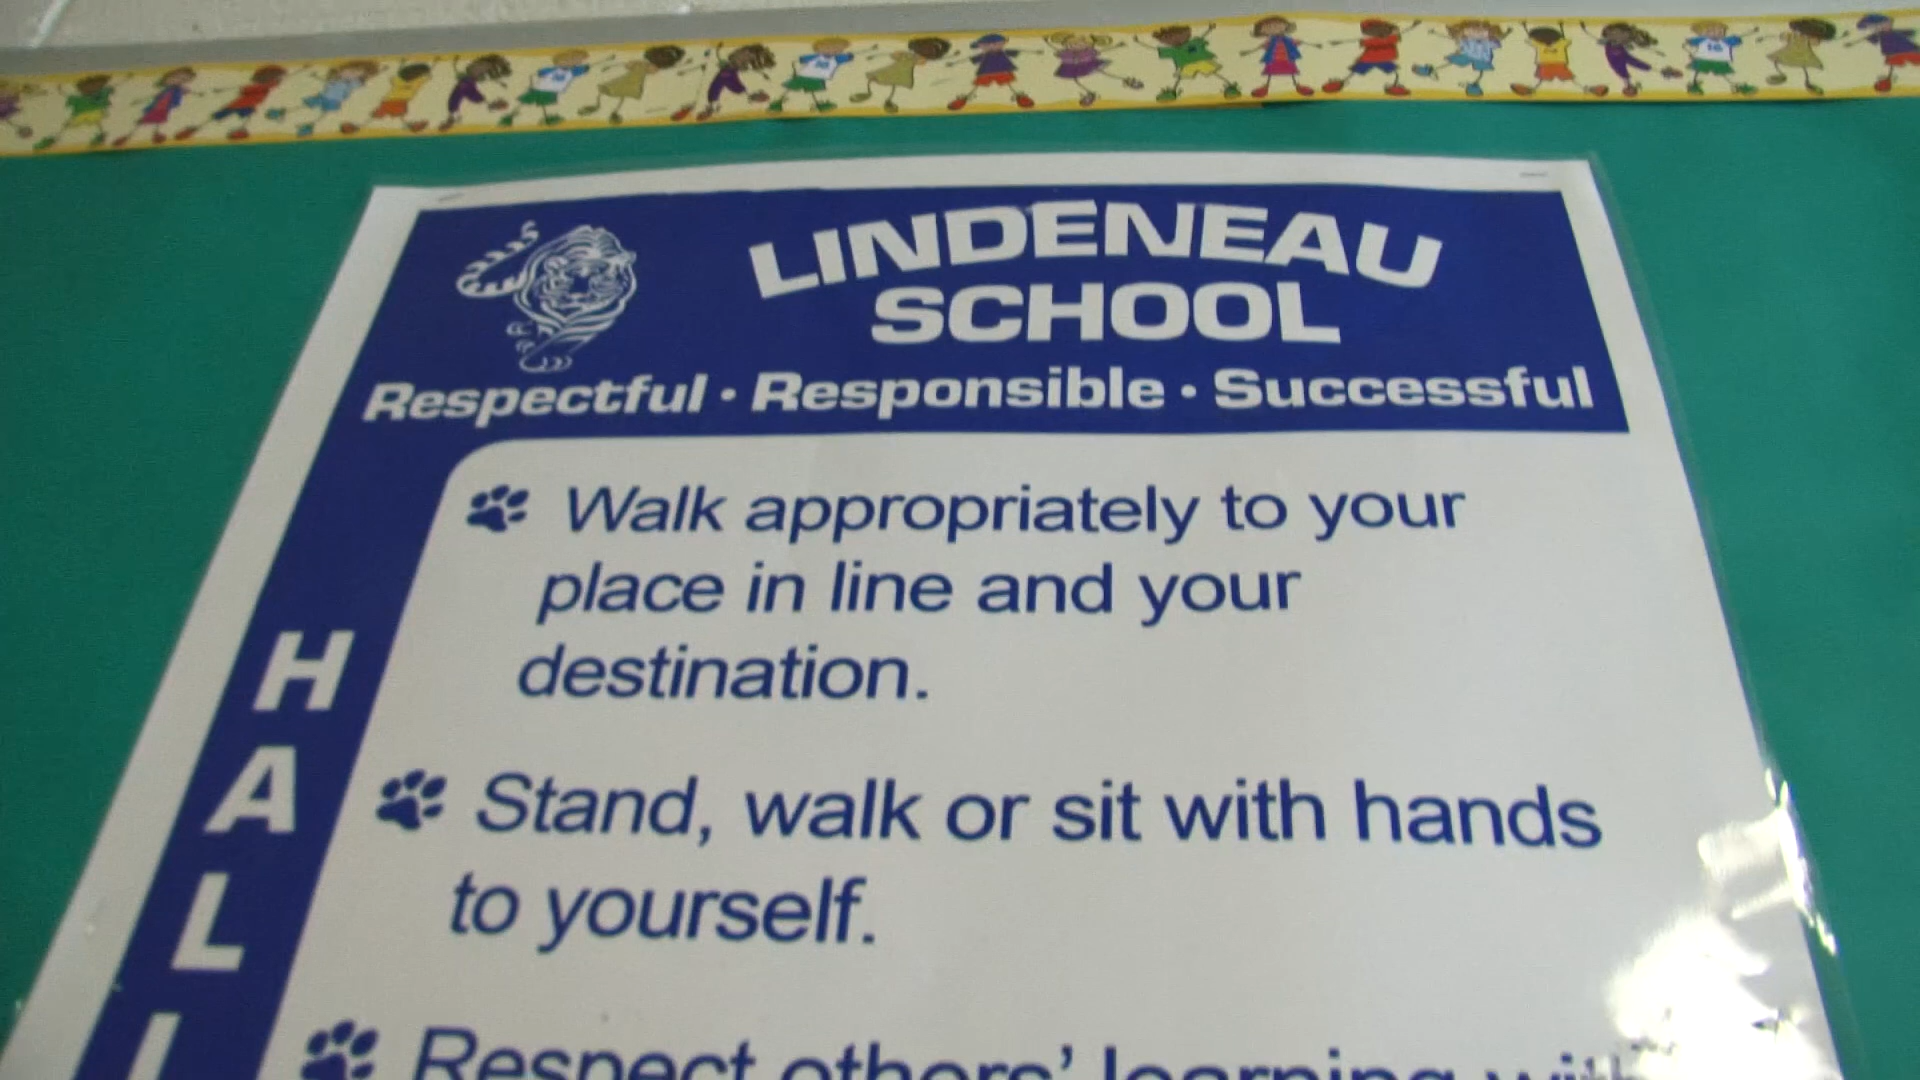 LINDENEAU
SCHOOL
Respectful • Responsible • Successful
Walk appropriately to your
place in line and your
destination.
Stand, walk or sit with hands
to yourself.
Respect others' learning with
H
A
L
L